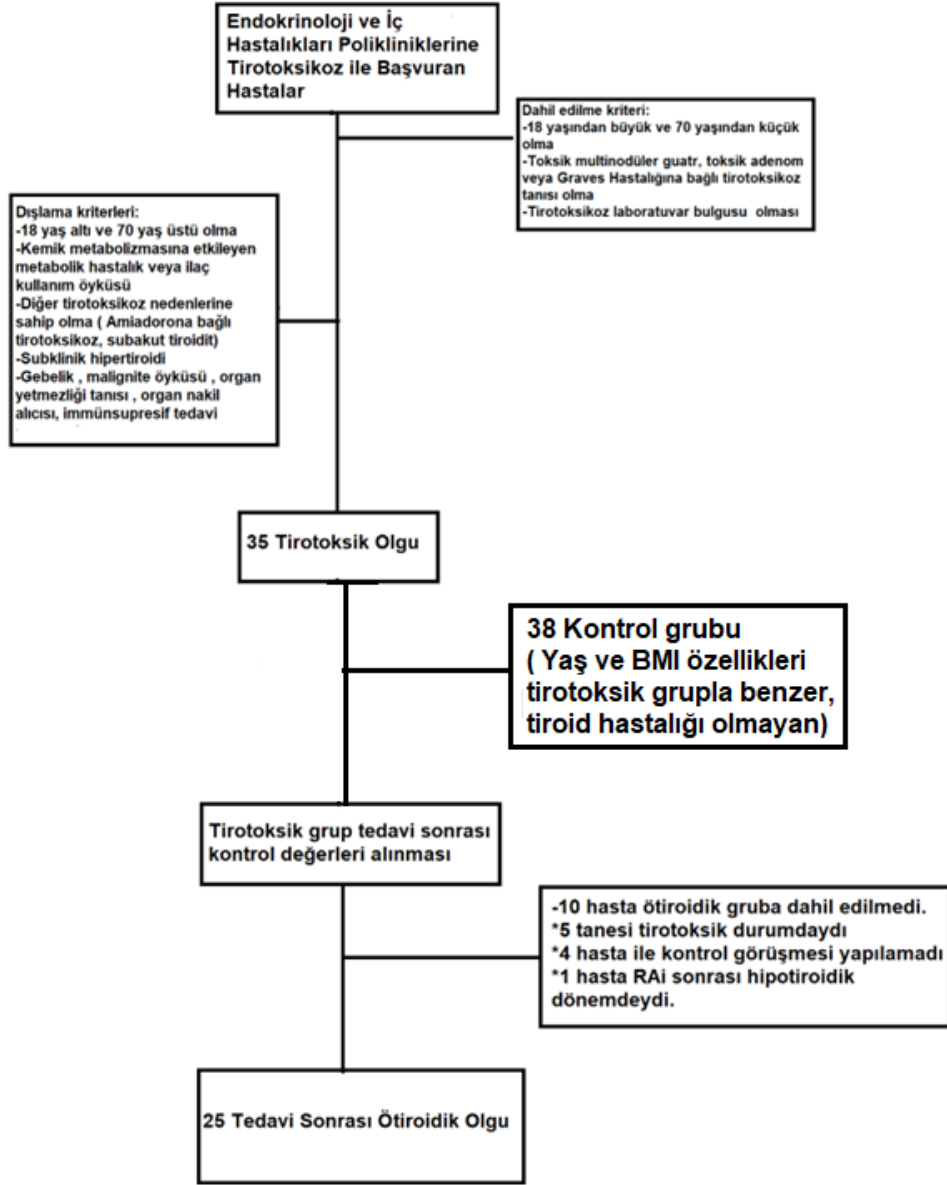 Endokrinoloji ve İç
Hastalıkları Polikliniklerine
Tirotoksikoz ile Başvuran
Hastalar
Dahil edilme kriteri:
-18 yaşından büyük ve 70 yaşından küçük
olma
-Toksik multinodüler guatr, toksik adenom
veya Graves Hastalığına bağlı tirotoksikoz
tanısı olma
-Tirotoksikoz laboratuvar bulgusu olması
Dışlama kriterleri:
-18 yaş altı ve 70 yaş üstü olma
-Kemik metabolizmasına etkileyen
metabolik hastalık veya ilaç
kullanım öyküsü
-Diğer tirotoksikoz nedenlerine
sahip olma ( Amiadorona bağlı
tirotoksikoz, subakut tiroidit)
-Subklinik hipertiroidi
-Gebelik , malignite öyküsü , organ
yetmezliği tanısı , organ nakil
alıcısı, immünsupresif tedavi
35 Tirotoksik Olgu
38 Kontrol grubu
( Yaş ve BMI özellikleri
tirotoksik grupla benzer,
tiroid hastalığı olmayan)
Tirotoksik grup tedavi sonrası
kontrol değerleri alınması
-10 hasta ötiroidik gruba dahil edilmedi.
*5 tanesi tirotoksik durumdaydı
*4 hasta ile kontrol görüşmesi yapılamadı
*1 hasta RAi sonrası hipotiroidik
dönemdeydi.
25 Tedavi Sonrası Ötiroidik Olgu